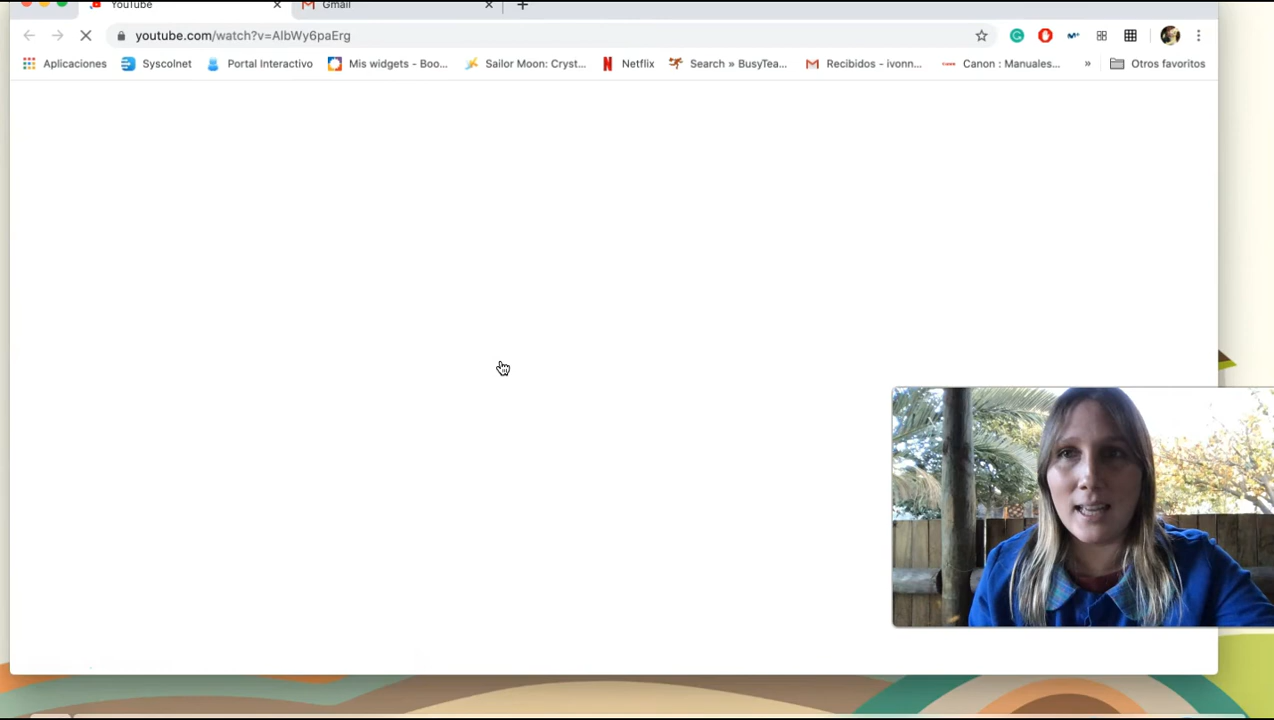 YouTube
Gmail
youtube.com/watch?v=AlbWy6paErg
Aplicaciones
Syscolnet
Portal Interactivo
Mis widgets - Boo...
Sailor Moon: Cryst...
Netflix
Search » BusyTea...
Recibidos - ivonn...
Canon : Manuales...
»
Otros favoritos